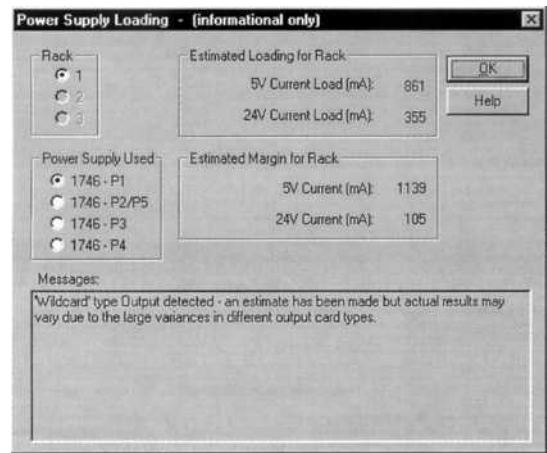 Power Supply Loading - (informational only)
Rack
1
2
3
Estimated Loading for Rack
5V Current Load (mA): 861
24V Current Load (mA): 355
OK
Help
Power Supply Used
1746 - P1
1746 - P2/P5
1746 - P3
1746 - P4
Estimated Margin for Rack
5V Current (mA): 1139
24V Current (mA): 105
Messages:
'Wildcard' type Output detected - an estimate has been made but actual results may
vary due to the large variances in different output card types.